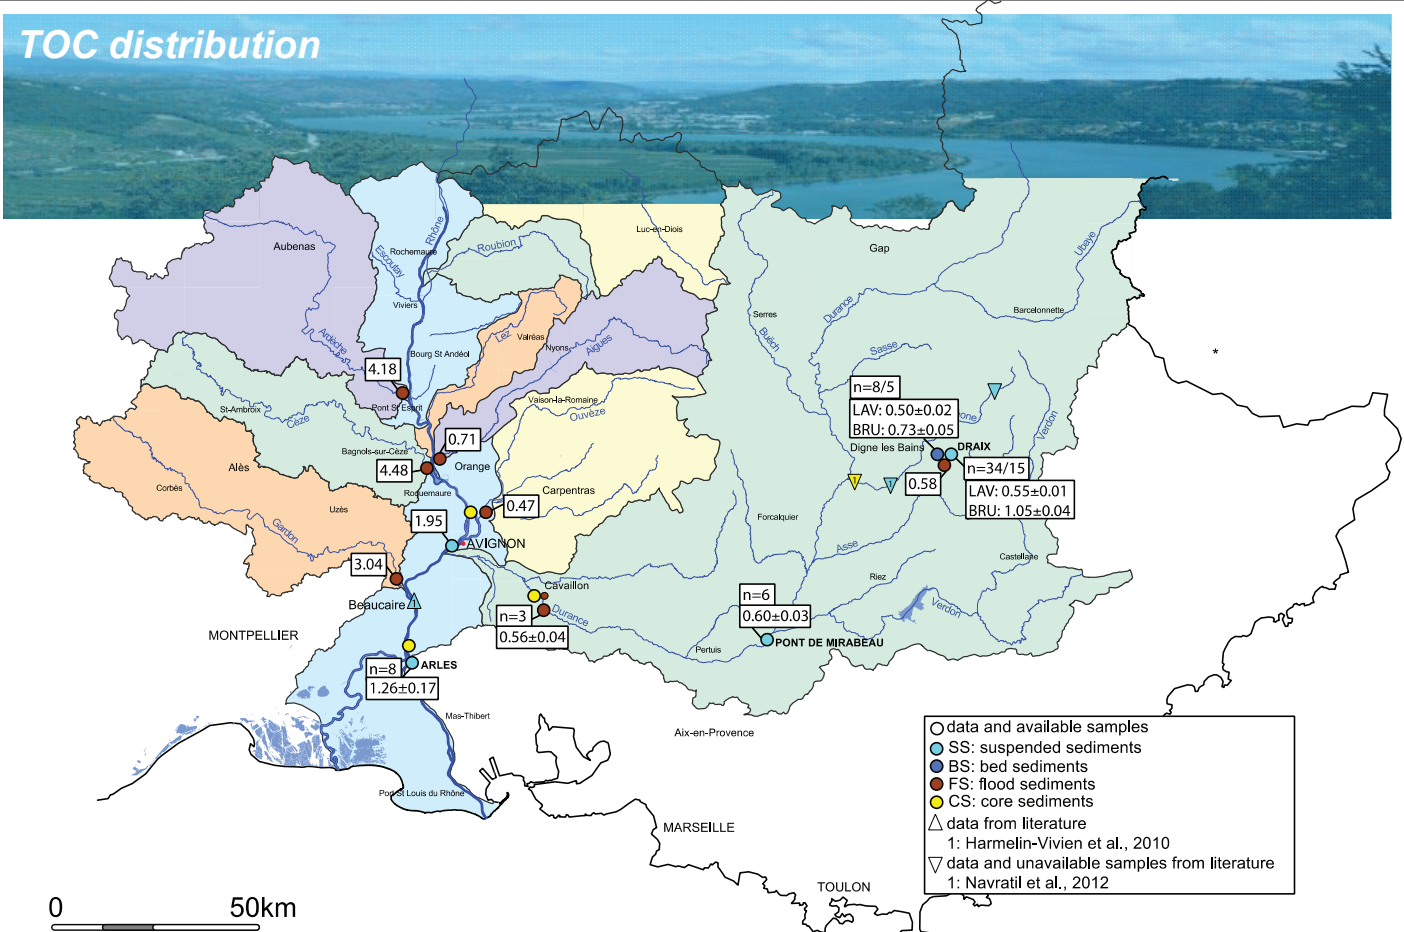 TOC distribution
Luc-en-Diois
Aubenas
Rhône
Roubion
Rochemaure
Escoutay
Gap
Ubaye
Viviers
Durance
Serres
Barcelonnette
Buëch
Ardèche
Lez
Valréas
Nyons
Aigues
Bourg St Andéol
Sasse
*
4.18
n=8/5
LAV: 0.50±0.02
BRU: 0.73±0.05
one
Verdon
Pont St Esprit
St-Ambroix
Cèze
Vaison-la-Romaine
Ouvèze
0.71
Digne les Bains
DRAIX
Bagnols-sur-Cèze
4.48
Orange
Alès
n=34/15
0.58
LAV: 0.55±0.01
BRU: 1.05±0.04
Corbès
Roquemaure
Carpentras
1
1
Uzès
0.47
Forcalquier
Gardon
1.95
AVIGNON
Asse
Castellane
3.04
Riez
Cavaillon
Beaucaire
1
n=3
0.56±0.04
Durance
n=6
0.60±0.03
Verdon
MONTPELLIER
PONT DE MIRABEAU
Pertuis
n=8
1.26±0.17
ARLES
Mas-Thibert
Aix-en-Provence
Port St Louis du Rhône
MARSEILLE
TOULON
data and available samples
SS: suspended sediments
BS: bed sediments
FS: flood sediments
CS: core sediments
data from literature
1: Harmelin-Vivien et al., 2010
data and unavailable samples from literature
1: Navratil et al., 2012
0 50km